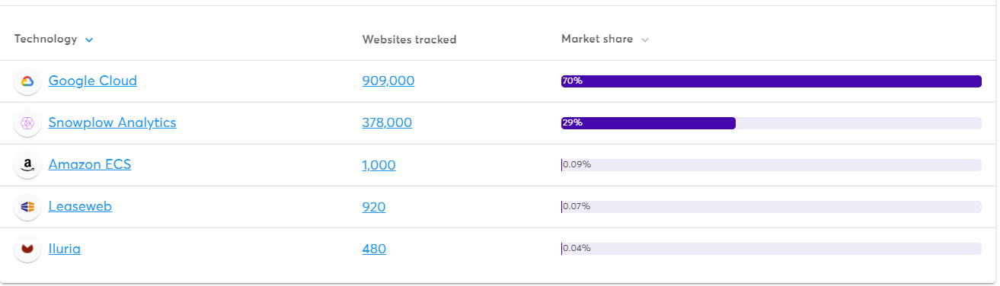 Technology Websites tracked Market share
Google Cloud 909,000 70%
Snowplow Analytics 378,000 29%
Amazon ECS 1,000 0.09%
Leaseweb 920 0.07%
Iluria 480 0.04%